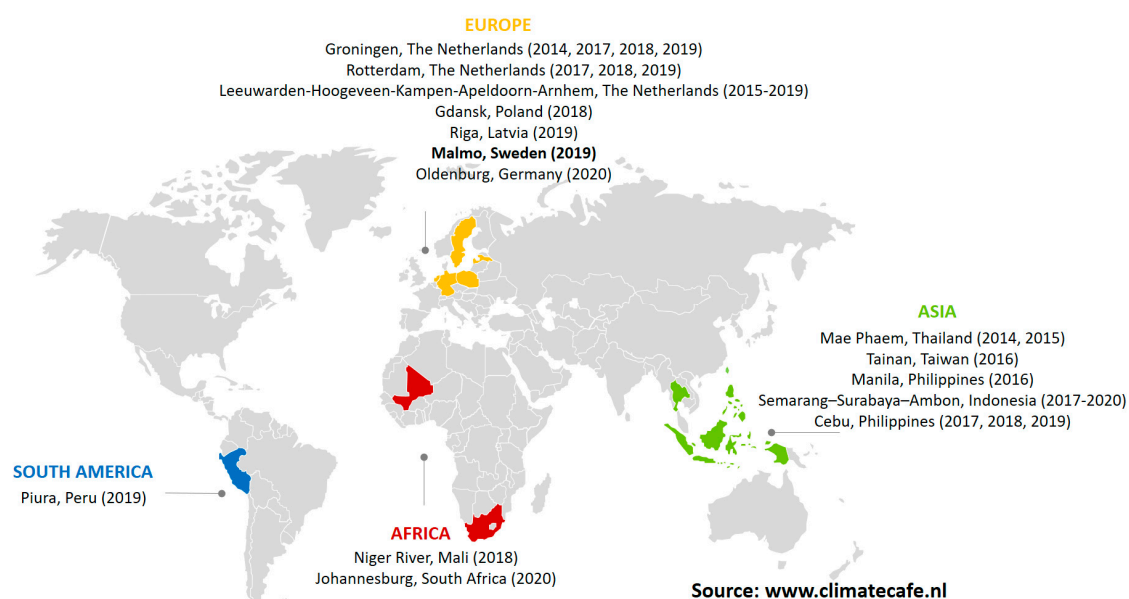 EUROPE
Groningen, The Netherlands (2014, 2017, 2018, 2019)
Rotterdam, The Netherlands (2017, 2018, 2019)
Leeuwarden-Hoogeveen-Kampen-Apeldoorn-Arnhem, The Netherlands (2015-2019)
Gdansk, Poland (2018)
Riga, Latvia (2019)
Malmo, Sweden (2019)
Oldenburg, Germany (2020)
ASIA
Mae Phaem, Thailand (2014, 2015)
Tainan, Taiwan (2016)
Manila, Philippines (2016)
Semarang–Surabaya–Ambon, Indonesia (2017-2020)
Cebu, Philippines (2017, 2018, 2019)
SOUTH AMERICA
Piura, Peru (2019)
AFRICA
Niger River, Mali (2018)
Johannesburg, South Africa (2020)
Source: www.climatecafe.nl